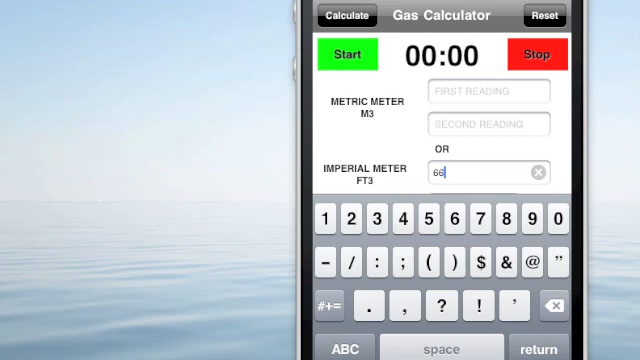 Calculate Gas Calculator Reset
Start 00:00 Stop
METRIC METER
M3
FIRST READING
SECOND READING
OR
IMPERIAL METER
FT3
66
1 2 3 4 5 6 7 8 9 0
- / : ; ( ) $ & @ "
#+= . , ? ! '
ABC space return